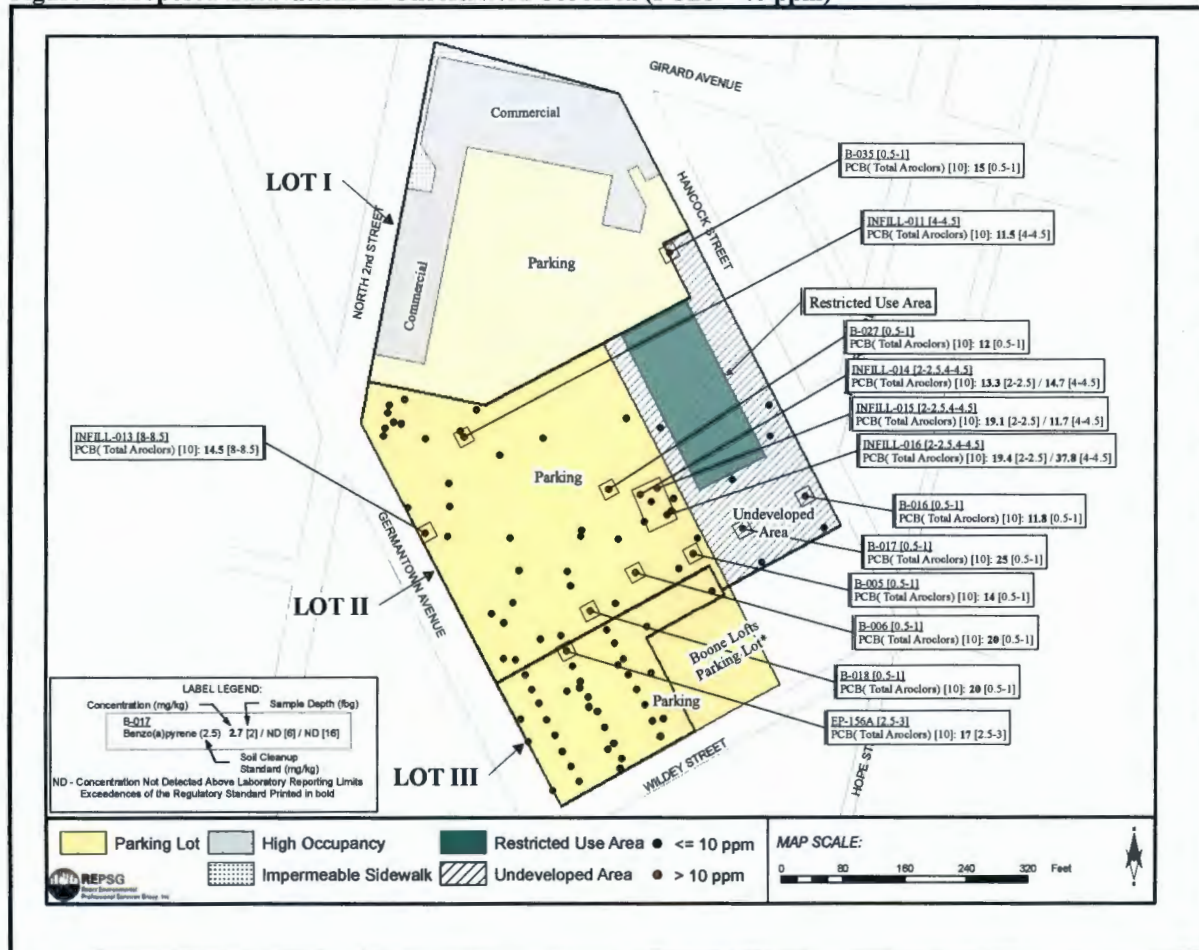 GIRARD AVENUE
Commercial
B-035 [0.5-1]
PCB( Total Aroclors) [10]: 15 [0.5-1]
LOT I
HANCOCK STREET
NORTH 2nd STREET
INFILL-011 [4-4.5]
PCB( Total Aroclors) [10]: 11.5 [4-4.5]
Parking
Commercial
Restricted Use Area
B-027 [0.5-1]
PCB( Total Aroclors) [10]: 12 [0.5-1]
INFILL-014 [2-2.5,4-4.5]
PCB( Total Aroclors) [10]: 13.3 [2-2.5] / 14.7 [4-4.5]
INFILL-015 [2-2.5,4-4.5]
PCB( Total Aroclors) [10]: 19.1 [2-2.5] / 11.7 [4-4.5]
INFILL-013 [8-8.5]
PCB( Total Aroclors) [10]: 14.5 [8-8.5]
INFILL-016 [2-2.5,4-4.5]
PCB( Total Aroclors) [10]: 19.4 [2-2.5] / 37.8 [4-4.5]
Parking
B-016 [0.5-1]
PCB( Total Aroclors) [10]: 11.8 [0.5-1]
Undeveloped
Area
GERMANTOWN AVENUE
B-017 [0.5-1]
PCB( Total Aroclors) [10]: 25 [0.5-1]
LOT II
B-005 [0.5-1]
PCB( Total Aroclors) [10]: 14 [0.5-1]
B-006 [0.5-1]
PCB( Total Aroclors) [10]: 20 [0.5-1]
Boone Lofts
Parking Lot*
B-018 [0.5-1]
PCB( Total Aroclors) [10]: 20 [0.5-1]
Parking
EP-156A [2.5-3]
PCB( Total Aroclors) [10]: 17 [2.5-3]
LABEL LEGEND:
Concentration (mg/kg) Sample Depth (fbg)
B-017
Benzo(a)pyrene (2.5) 2.7 [2] / ND [6] / ND [16]
Soil Cleanup
Standard (mg/kg)
ND - Concentration Not Detected Above Laboratory Reporting Limits
Exceedences of the Regulatory Standard Printed in bold
LOT III
WILDEY STREET
HOPE ST
Parking Lot High Occupancy Restricted Use Area <= 10 ppm
Impermeable Sidewalk Undeveloped Area > 10 ppm
REPSG
React Environmental
Professional Services Group, Inc.
MAP SCALE:
0 80 160 240 320 Feet